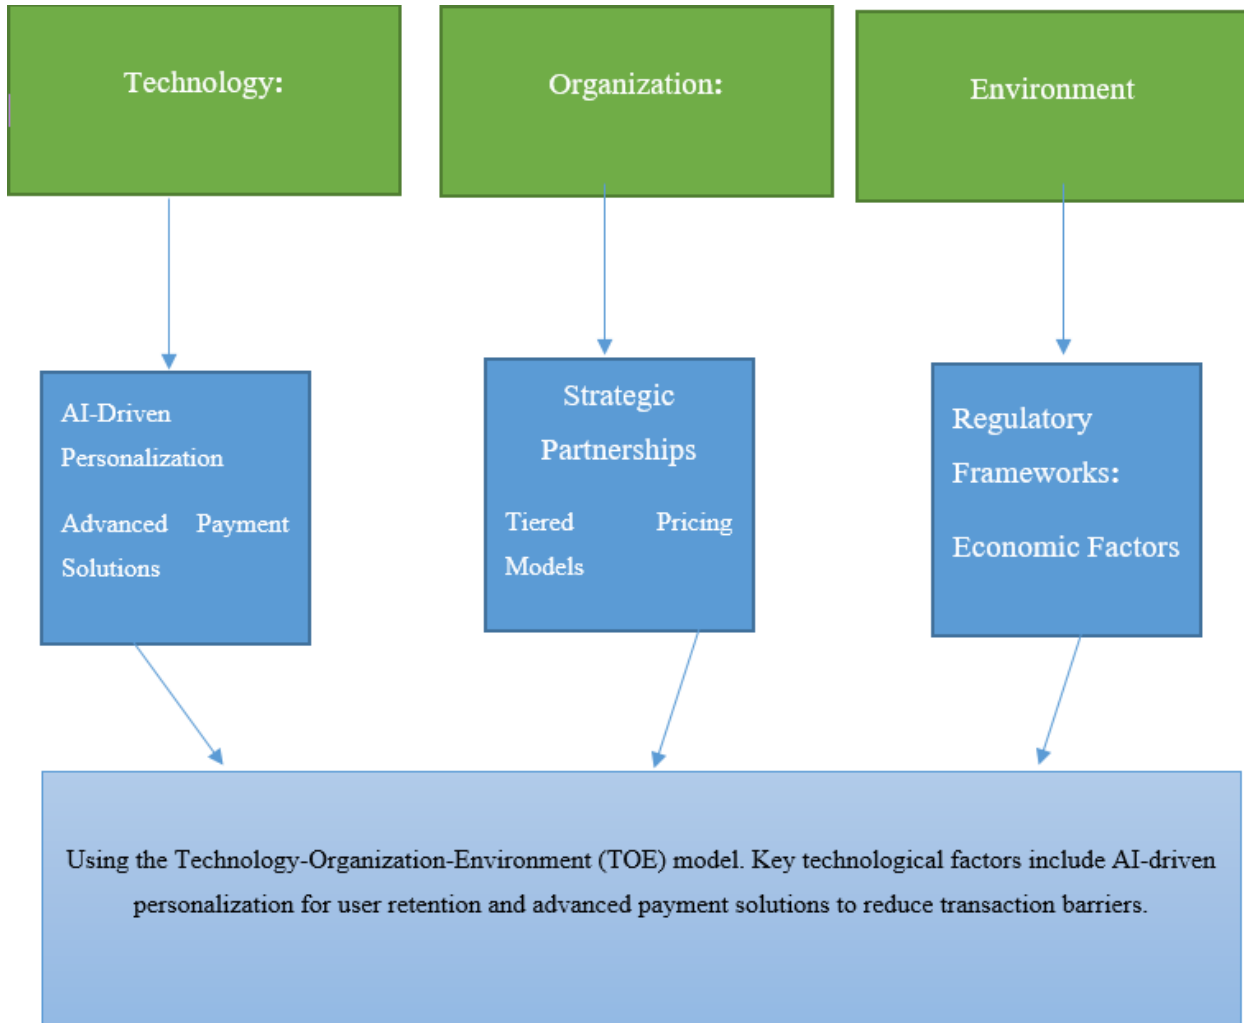 Technology:
Organization:
Environment
AI-Driven
Personalization
Advanced Payment
Solutions
Strategic
Partnerships
Tiered Pricing
Models
Regulatory
Frameworks:
Economic Factors
Using the Technology-Organization-Environment (TOE) model. Key technological factors include AI-driven
personalization for user retention and advanced payment solutions to reduce transaction barriers.